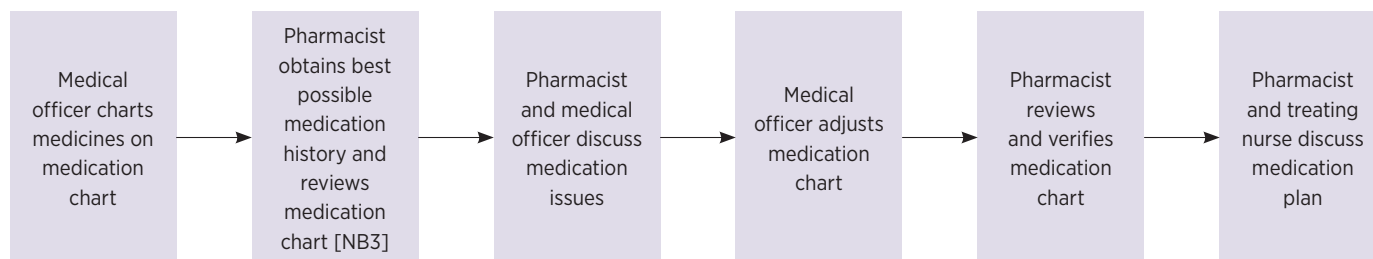 Medical
officer charts
medicines on
medication
chart
Pharmacist
obtains best
possible
medication
history and
reviews
medication
chart [NB3]
Pharmacist
and medical
officer discuss
medication
issues
Medical
officer adjusts
medication
chart
Pharmacist
reviews
and verifies
medication
chart
Pharmacist
and treating
nurse discuss
medication
plan